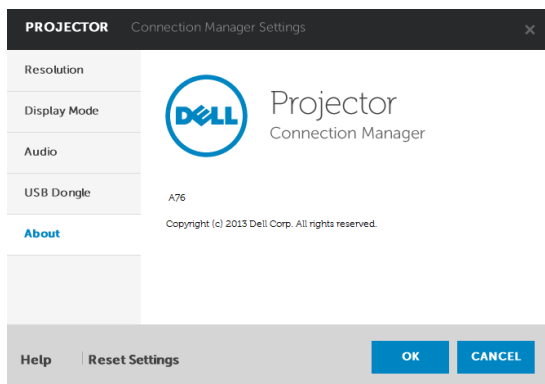 PROJECTOR Connection Manager Settings ×
Resolution
Display Mode
Audio
USB Dongle
About
DELL
Projector
Connection Manager
A76
Copyright (c) 2013 Dell Corp. All rights reserved.
Help Reset Settings OK CANCEL